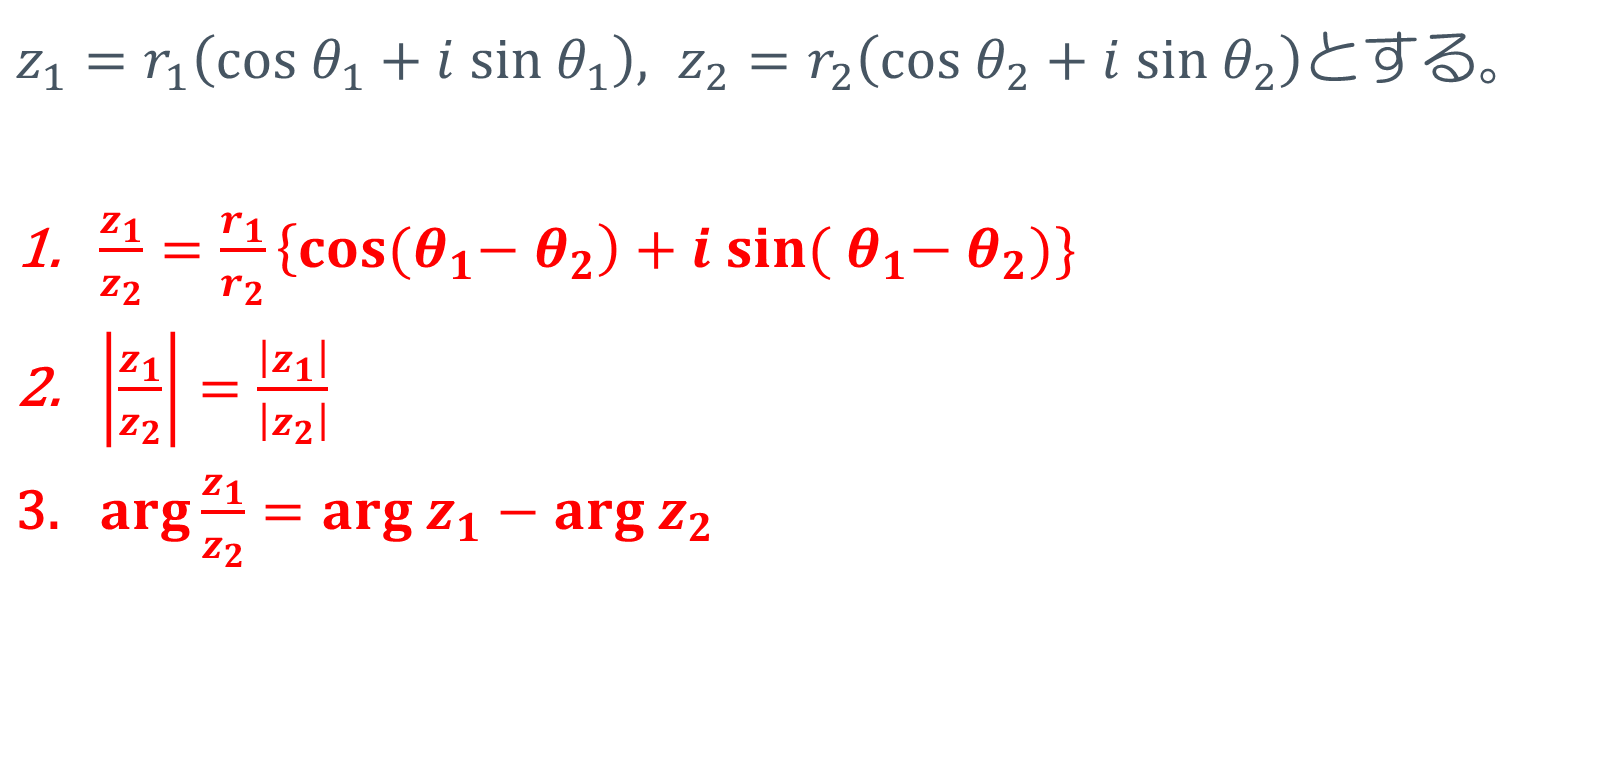 z₁ = r₁(cos θ₁ + i sin θ₁), z₂ = r₂(cos θ₂ + i sin θ₂)とする。
1. z₁/z₂ = r₁/r₂{cos(θ₁− θ₂) + i sin( θ₁− θ₂)}
2. |z₁/z₂| = |z₁|/|z₂|
3. arg z₁/z₂ = arg z₁ − arg z₂